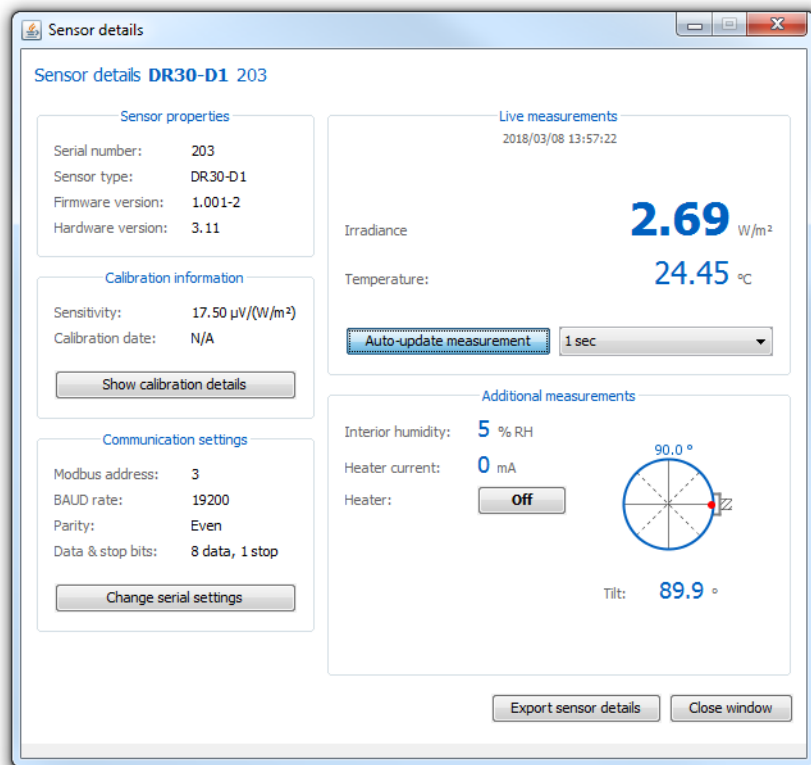 Sensor details
Sensor details DR30-D1 203
Sensor properties
Serial number: 203
Sensor type: DR30-D1
Firmware version: 1.001-2
Hardware version: 3.11
Calibration information
Sensitivity: 17.50 µV/(W/m²)
Calibration date: N/A
Show calibration details
Communication settings
Modbus address: 3
BAUD rate: 19200
Parity: Even
Data & stop bits: 8 data, 1 stop
Change serial settings
Live measurements
2018/03/08 13:57:22
Irradiance 2.69 W/m²
Temperature: 24.45 °C
Auto-update measurement 1 sec
Additional measurements
Interior humidity: 5 % RH
Heater current: 0 mA
Heater: Off
90.0 °
Tilt: 89.9 °
Export sensor details Close window